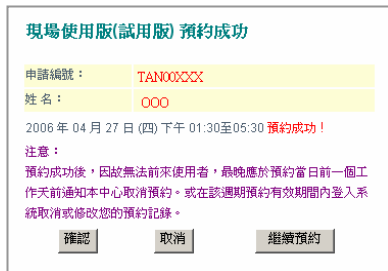 現場使用版(試用版) 預約成功
申請編號： TAN00XXX
姓名： OOO
2006 年 04 月 27 日 (四) 下午 01:30至05:30 預約成功！
注意：
預約成功後，因故無法前來使用者，最晚應於預約當日前一個工
作天前通知本中心取消預約。或在該週期預約有效期間內登入系
統取消或修改您的預約記錄。
確認 取消 繼續預約